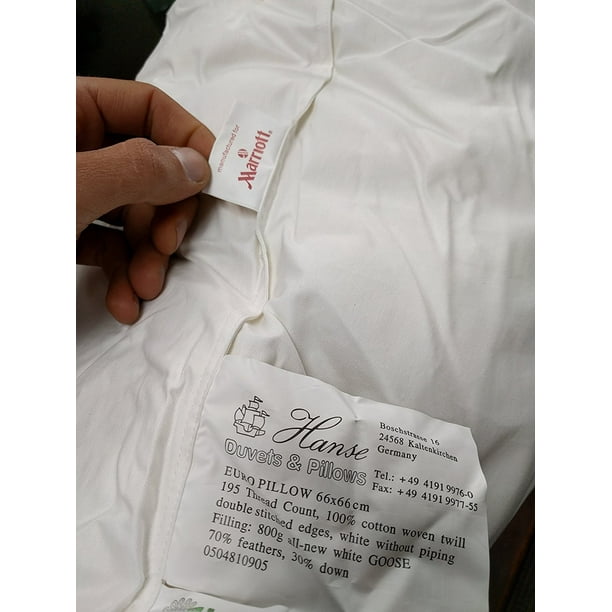 manufactured for
Marriott®
Hanse
Duvets & Pillows
Boschstrasse 16
24568 Kaltenkirchen
Germany
Tel.: +49 4191 9976-0
Fax: +49 4191 9977-55
EURO PILLOW 66x66cm
195 Thread Count, 100% cotton woven twill
double stitched edges, white without piping
Filling: 800g all-new white GOOSE
70% feathers, 30% down
0504810905